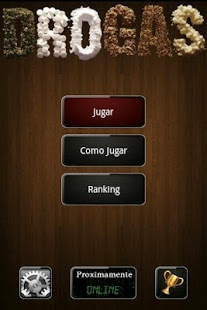 DROGAS
Jugar
Como Jugar
Ranking
Proximamente
ONLINE